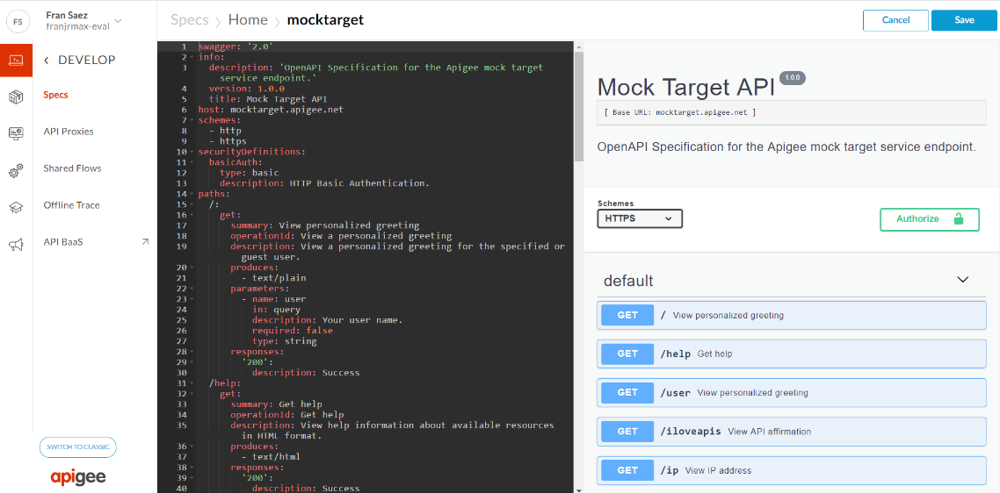 FS
Fran Saez
franjrmax-eval
Specs > Home > mocktarget
Cancel
Save
< DEVELOP
Specs
API Proxies
Shared Flows
Offline Trace
API BaaS
SWITCH TO CLASSIC
apigee
1 swagger: '2.0'
2 info:
3 description: 'OpenAPI Specification for the Apigee mock target
service endpoint.'
4 version: 1.0.0
5 title: Mock Target API
6 host: mocktarget.apigee.net
7 schemes:
8 - http
9 - https
10 securityDefinitions:
11 basicAuth:
12 type: basic
13 description: HTTP Basic Authentication.
14 paths:
15 /:
16 get:
17 summary: View personalized greeting
18 operationId: View a personalized greeting
19 description: View a personalized greeting for the specified or
guest user.
20 produces:
21 - text/plain
22 parameters:
23 - name: user
24 in: query
25 description: Your user name.
26 required: false
27 type: string
28 responses:
29 '200':
30 description: Success
31 /help:
32 get:
33 summary: Get help
34 operationId: Get help
35 description: View help information about available resources
in HTML format.
36 produces:
37 - text/html
38 responses:
39 '200':
40 description: Success
Mock Target API 1.0.0
[ Base URL: mocktarget.apigee.net ]
OpenAPI Specification for the Apigee mock target service endpoint.
Schemes
HTTPS
Authorize
default
GET / View personalized greeting
GET /help Get help
GET /user View personalized greeting
GET /iloveapis View API affirmation
GET /ip View IP address